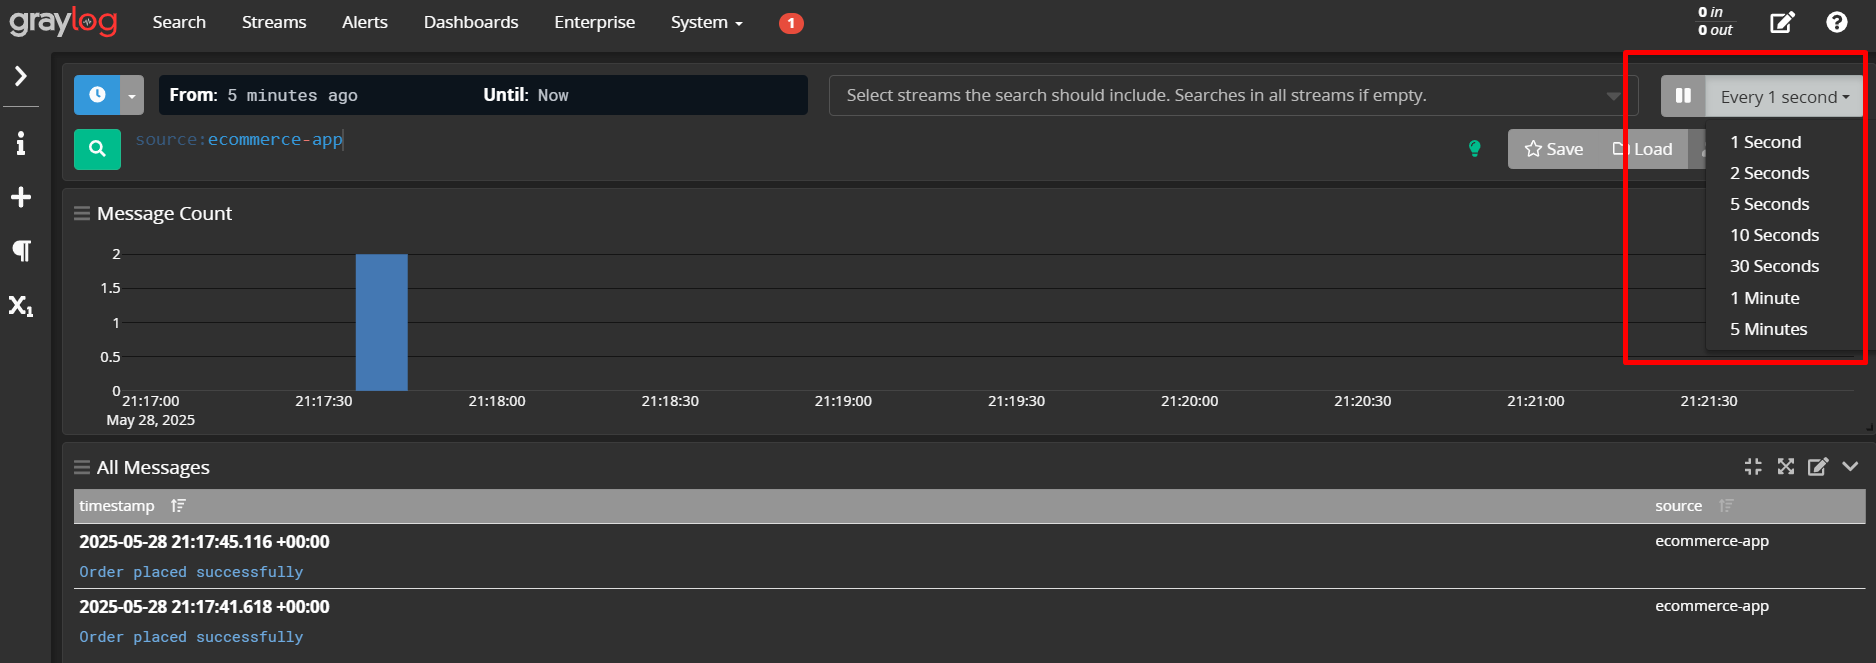 graylog Search Streams Alerts Dashboards Enterprise System 1 0 in
0 out
From: 5 minutes ago Until: Now Select streams the search should include. Searches in all streams if empty. Every 1 second
source:ecommerce-app Save Load
1 Second
2 Seconds
5 Seconds
10 Seconds
30 Seconds
1 Minute
5 Minutes
Message Count
2
1.5
1
0.5
0
21:17:00 21:17:30 21:18:00 21:18:30 21:19:00 21:19:30 21:20:00 21:20:30 21:21:00 21:21:30
May 28, 2025
All Messages
timestamp source
2025-05-28 21:17:45.116 +00:00 ecommerce-app
Order placed successfully
2025-05-28 21:17:41.618 +00:00 ecommerce-app
Order placed successfully